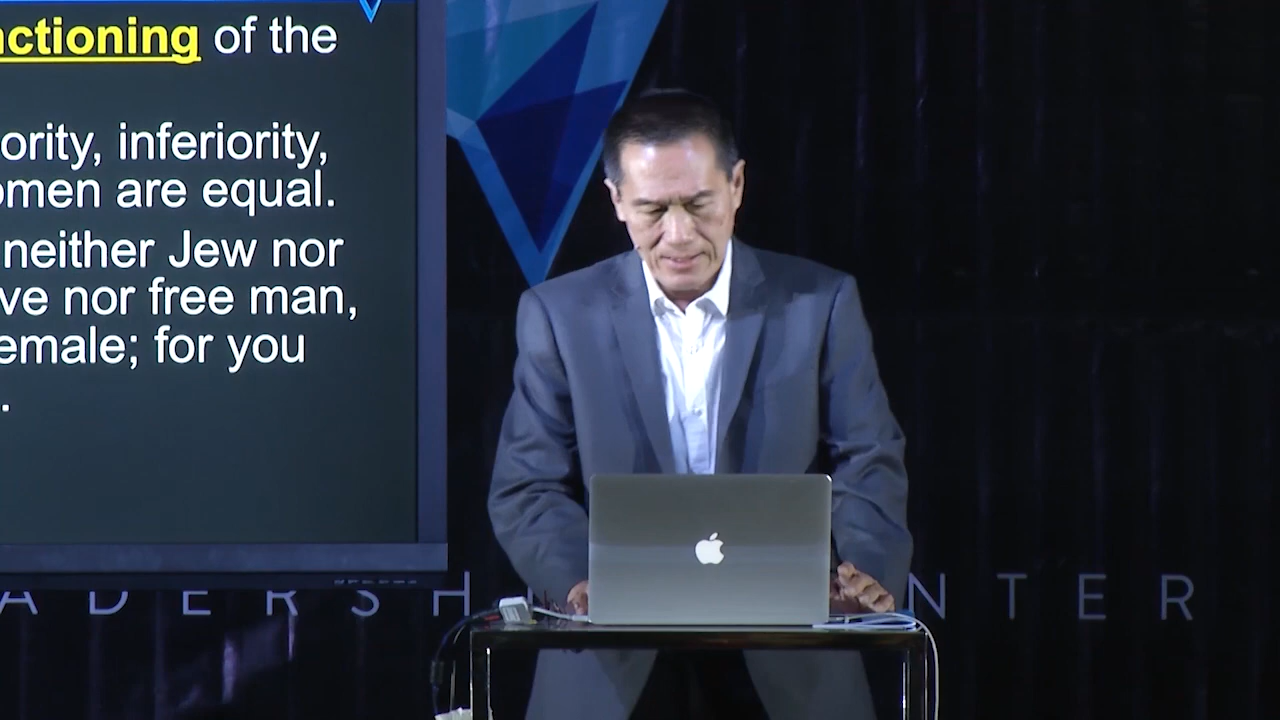 nctioning of the
ority, inferiority,
omen are equal.
neither Jew nor
ve nor free man,
emale; for you
.
ADERSH NTER